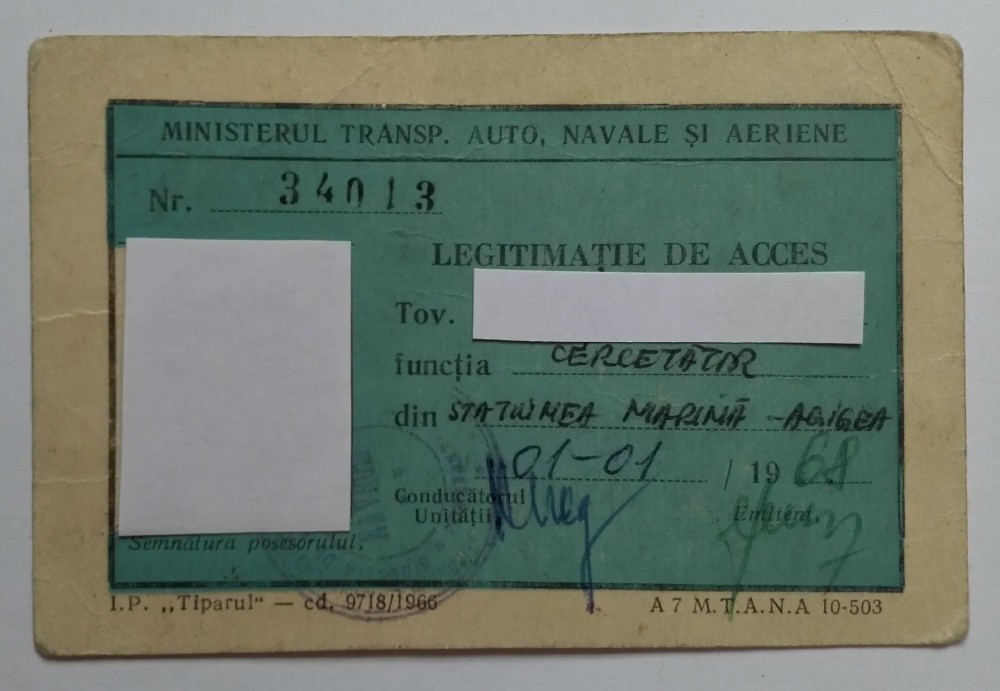 MINISTERUL TRANSP. AUTO, NAVALE ȘI AERIENE
Nr. 34013
LEGITIMAȚIE DE ACCES
Tov.
funcția CERCETĂTOR
din STAȚIUNEA MARINĂ - AGIGEA
01-01 / 19 68
Conducătorul
Unității, Emitent,
Semnătura posesorului,
I.P. „Tiparul“ — cd. 9718/1966 A 7 M.T.A.N.A 10-503